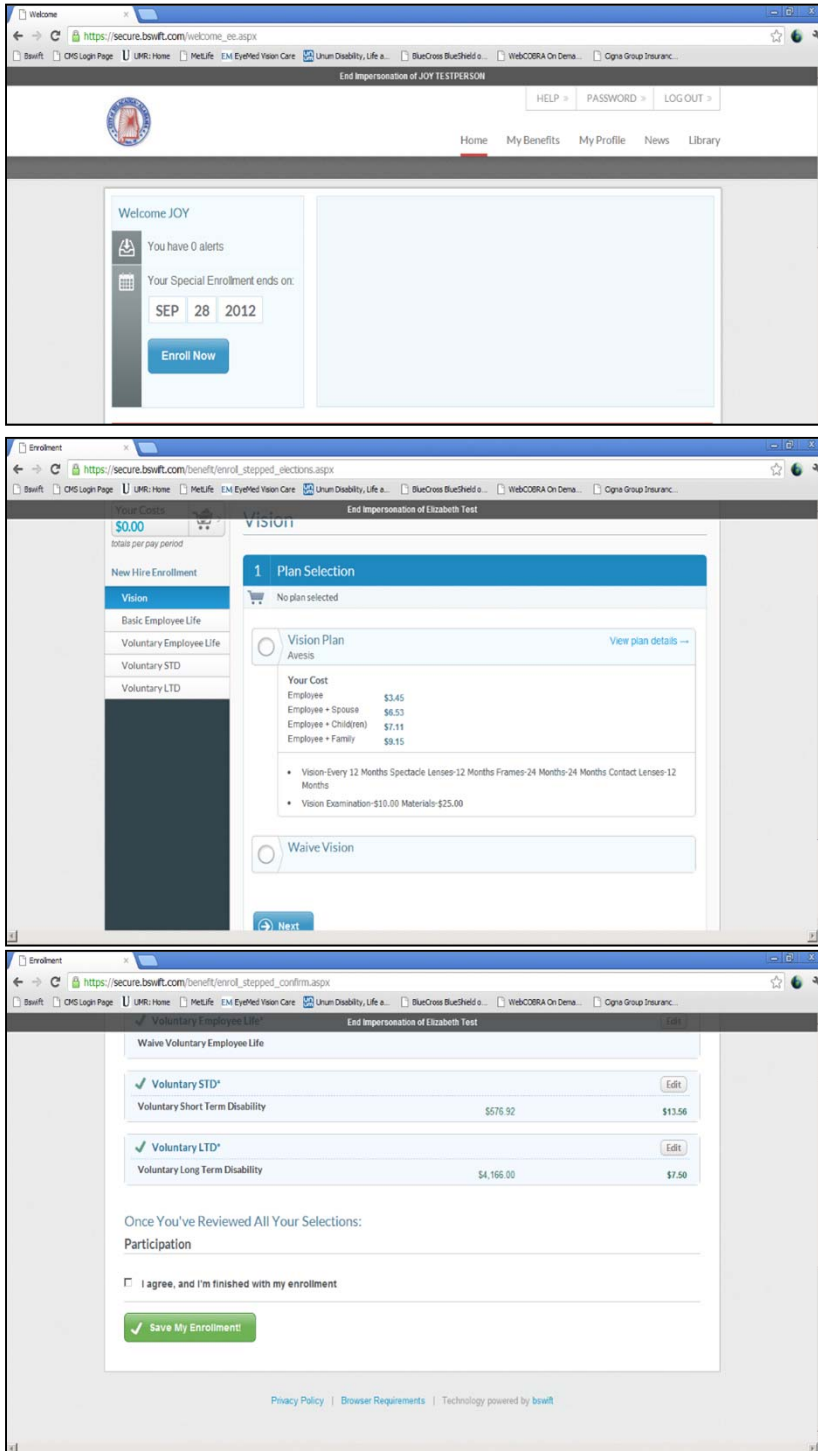 Welcome
https://secure.bswift.com/welcome_ee.aspx
Bswift CMS Login Page UMR: Home MetLife EM EyeMed Vision Care Unum Disability, Life a... BlueCross BlueShield o... WebCOBRA On Dema... Cigna Group Insuranc...
End Impersonation of JOY TESTPERSON
HELP » PASSWORD » LOG OUT »
Home My Benefits My Profile News Library
Welcome JOY
You have 0 alerts
Your Special Enrollment ends on:
SEP 28 2012
Enroll Now
Enrollment
https://secure.bswift.com/benefit/enrol_stepped_elections.aspx
Bswift CMS Login Page UMR: Home MetLife EM EyeMed Vision Care Unum Disability, Life a... BlueCross BlueShield o... WebCOBRA On Dema... Cigna Group Insuranc...
End Impersonation of Elizabeth Test
Your Costs
$0.00
totals per pay period
Vision
New Hire Enrollment
Vision
Basic Employee Life
Voluntary Employee Life
Voluntary STD
Voluntary LTD
1 Plan Selection
No plan selected
Vision Plan View plan details →
Avesis
Your Cost
Employee $3.45
Employee + Spouse $6.53
Employee + Child(ren) $7.11
Employee + Family $9.15
• Vision-Every 12 Months Spectacle Lenses-12 Months Frames-24 Months-24 Months Contact Lenses-12
Months
• Vision Examination-$10.00 Materials-$25.00
Waive Vision
Next
Enrollment
https://secure.bswift.com/benefit/enrol_stepped_confirm.aspx
Bswift CMS Login Page UMR: Home MetLife EM EyeMed Vision Care Unum Disability, Life a... BlueCross BlueShield o... WebCOBRA On Dema... Cigna Group Insuranc...
Voluntary Employee Life* End Impersonation of Elizabeth Test Edit
Waive Voluntary Employee Life
Voluntary STD* Edit
Voluntary Short Term Disability $576.92 $13.56
Voluntary LTD* Edit
Voluntary Long Term Disability $4,166.00 $7.50
Once You've Reviewed All Your Selections:
Participation
I agree, and I'm finished with my enrollment
Save My Enrollment!
Privacy Policy | Browser Requirements | Technology powered by bswift